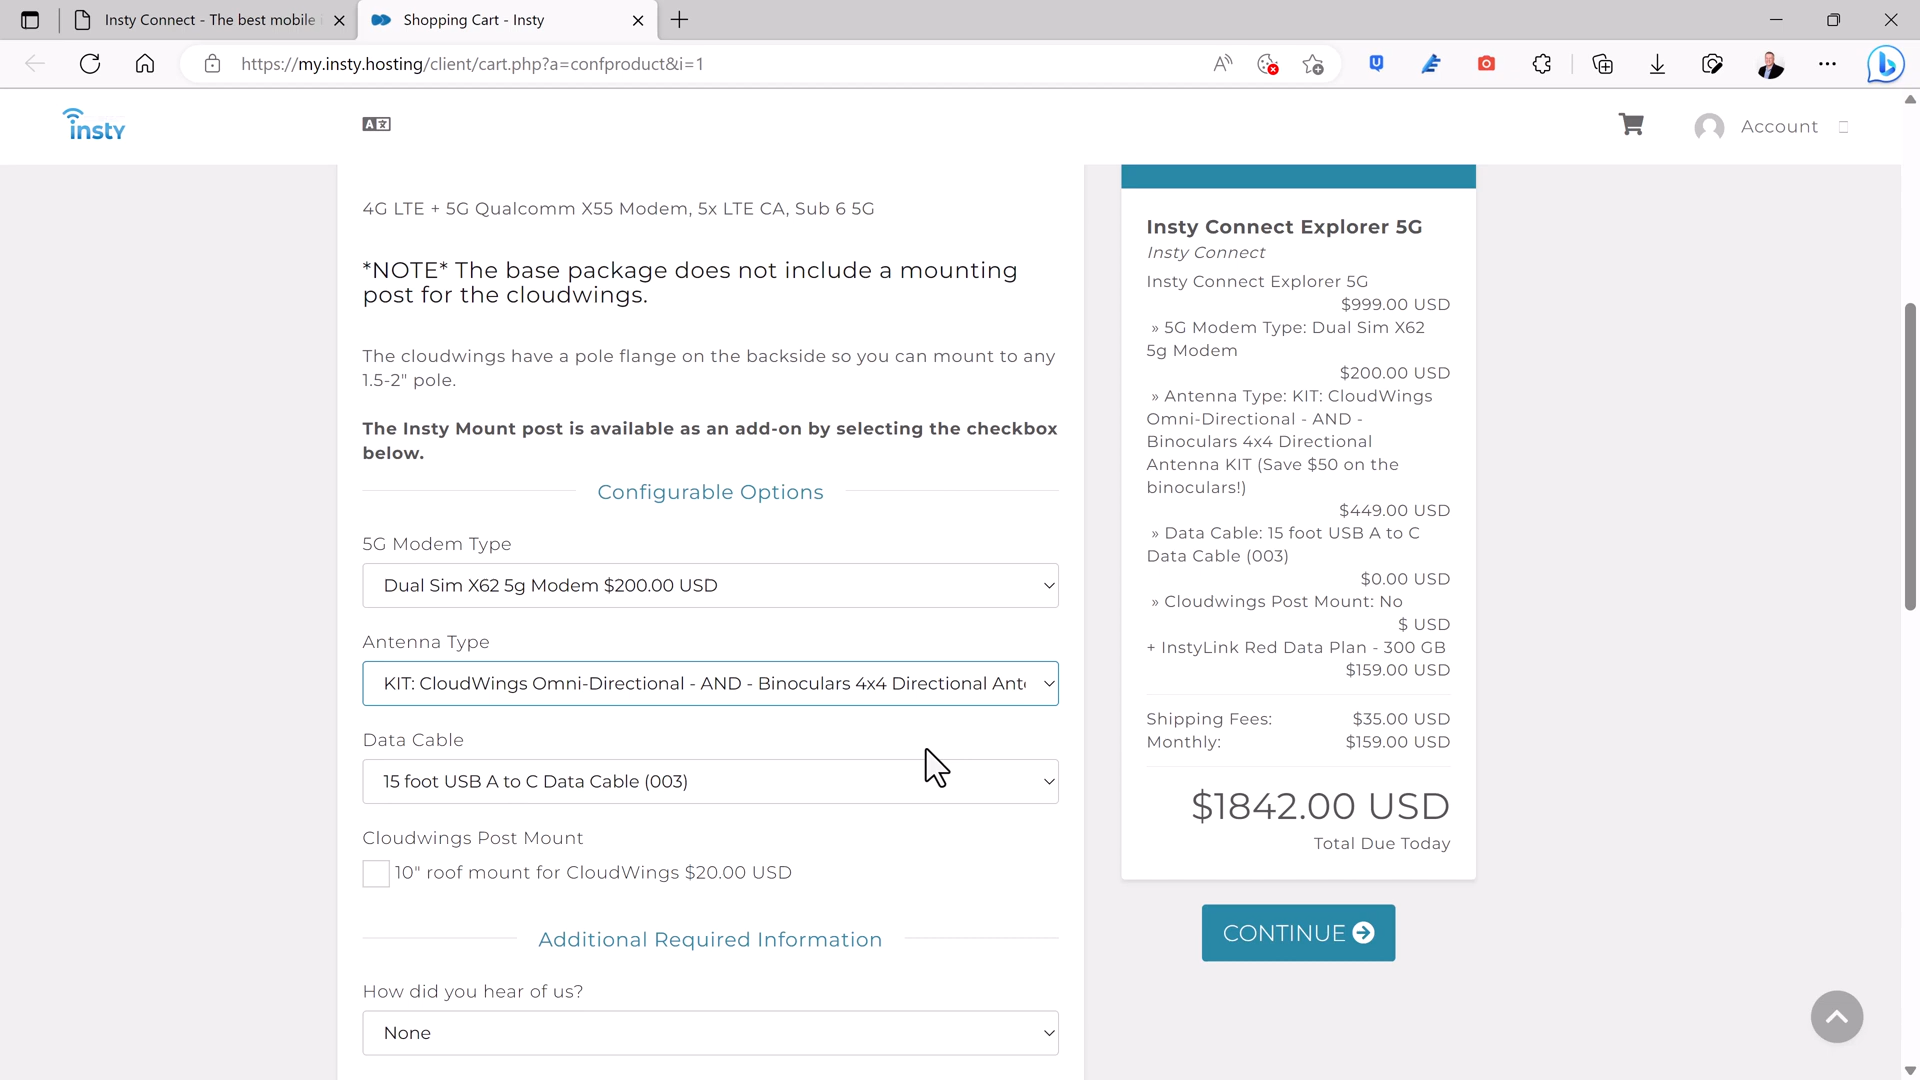 Insty Connect - The best mobile
Shopping Cart - Insty
https://my.insty.hosting/client/cart.php?a=confproduct&i=1
insty
Account
4G LTE + 5G Qualcomm X55 Modem, 5x LTE CA, Sub 6 5G
*NOTE* The base package does not include a mounting
post for the cloudwings.
The cloudwings have a pole flange on the backside so you can mount to any
1.5-2" pole.
The Insty Mount post is available as an add-on by selecting the checkbox
below.
Configurable Options
5G Modem Type
Dual Sim X62 5g Modem $200.00 USD
Antenna Type
KIT: CloudWings Omni-Directional - AND - Binoculars 4x4 Directional Ant
Data Cable
15 foot USB A to C Data Cable (003)
Cloudwings Post Mount
10" roof mount for CloudWings $20.00 USD
Additional Required Information
How did you hear of us?
None
Insty Connect Explorer 5G
Insty Connect
Insty Connect Explorer 5G
$999.00 USD
» 5G Modem Type: Dual Sim X62
5g Modem
$200.00 USD
» Antenna Type: KIT: CloudWings
Omni-Directional - AND -
Binoculars 4x4 Directional
Antenna KIT (Save $50 on the
binoculars!)
$449.00 USD
» Data Cable: 15 foot USB A to C
Data Cable (003)
$0.00 USD
» Cloudwings Post Mount: No
$ USD
+ InstyLink Red Data Plan - 300 GB
$159.00 USD
Shipping Fees: $35.00 USD
Monthly: $159.00 USD
$1842.00 USD
Total Due Today
CONTINUE